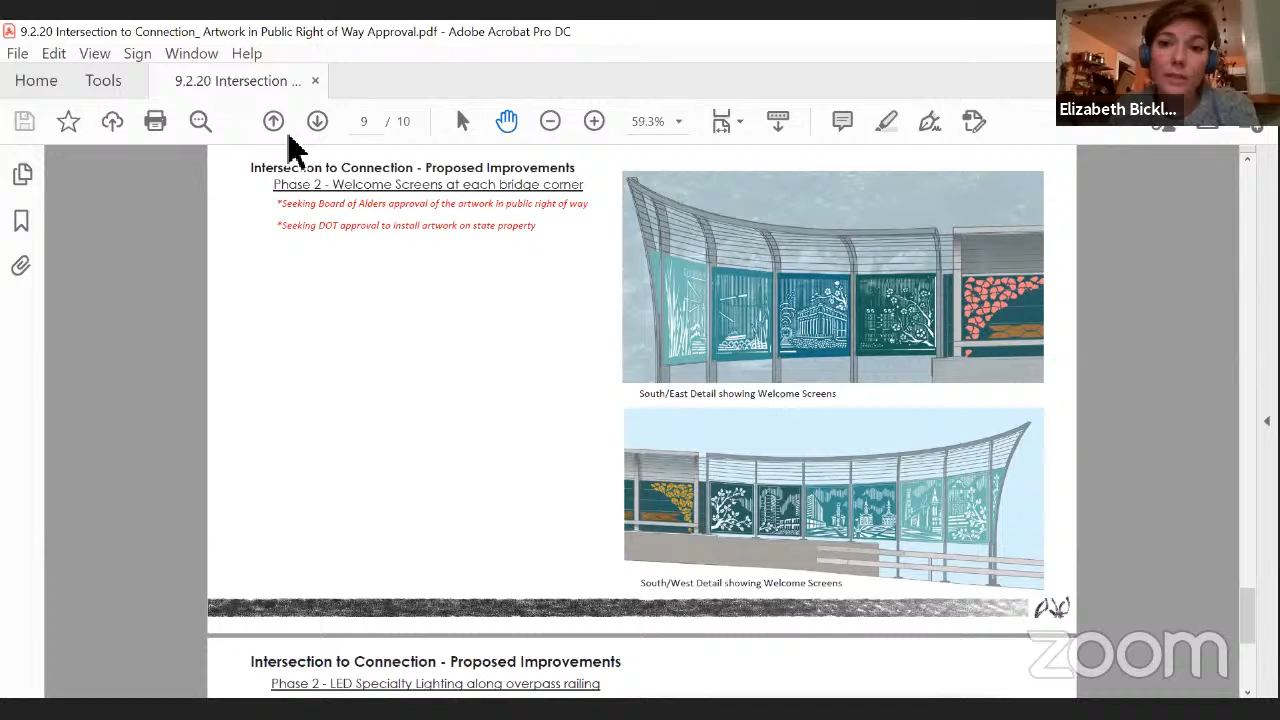 9.2.20 Intersection to Connection_ Artwork in Public Right of Way Approval.pdf - Adobe Acrobat Pro DC
File Edit View Sign Window Help
Home Tools 9.2.20 Intersection ... ×
9 / 10 59.3%
Elizabeth Bickl...
Intersection to Connection - Proposed Improvements
Phase 2 - Welcome Screens at each bridge corner
*Seeking Board of Alders approval of the artwork in public right of way
*Seeking DOT approval to install artwork on state property
South/East Detail showing Welcome Screens
South/West Detail showing Welcome Screens
Intersection to Connection - Proposed Improvements
Phase 2 - LED Specialty Lighting along overpass railing
zoom